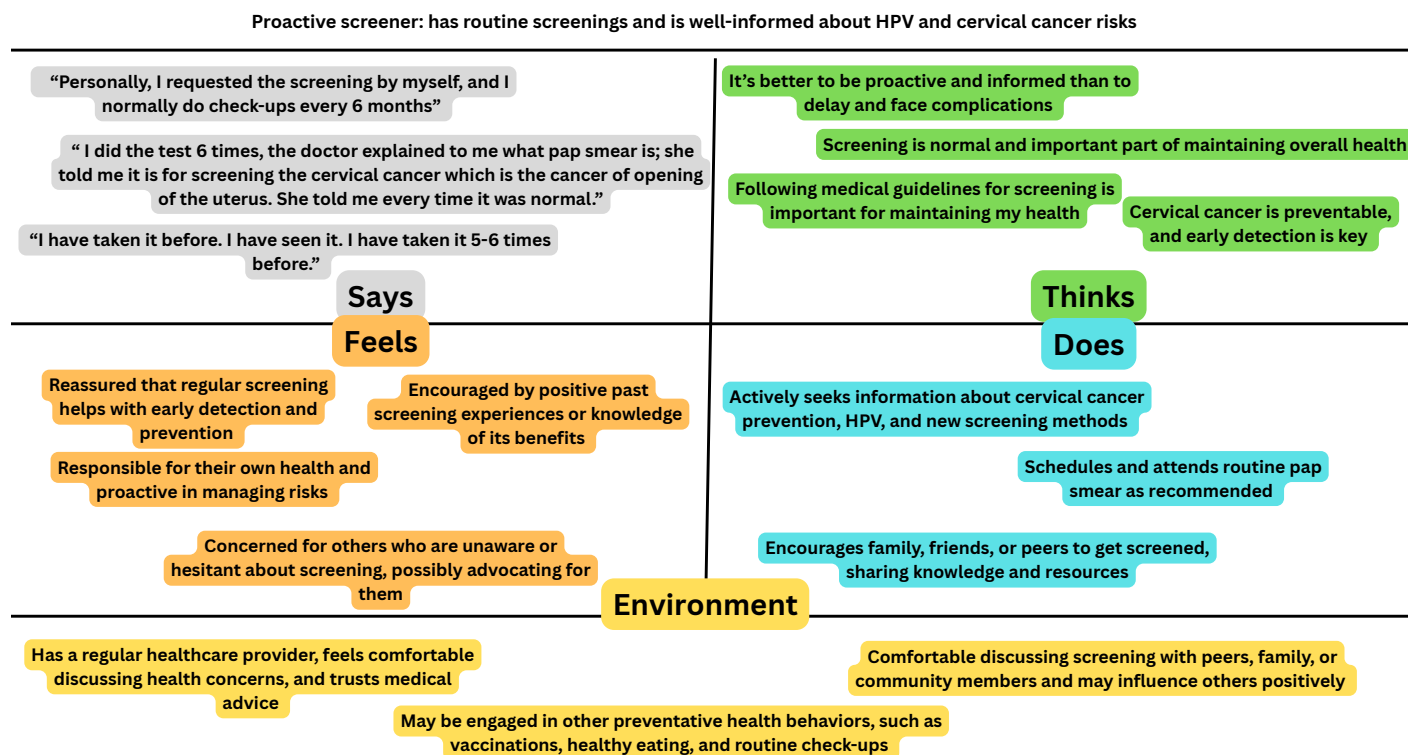 Proactive screener: has routine screenings and is well-informed about HPV and cervical cancer risks
“Personally, I requested the screening by myself, and I
normally do check-ups every 6 months”
“ I did the test 6 times, the doctor explained to me what pap smear is; she
told me it is for screening the cervical cancer which is the cancer of opening
of the uterus. She told me every time it was normal.”
“I have taken it before. I have seen it. I have taken it 5-6 times
before.”
Says
It’s better to be proactive and informed than to
delay and face complications
Screening is normal and important part of maintaining overall health
Following medical guidelines for screening is
important for maintaining my health
Cervical cancer is preventable,
and early detection is key
Thinks
Feels
Reassured that regular screening
helps with early detection and
prevention
Encouraged by positive past
screening experiences or knowledge
of its benefits
Responsible for their own health and
proactive in managing risks
Concerned for others who are unaware or
hesitant about screening, possibly advocating for
them
Does
Actively seeks information about cervical cancer
prevention, HPV, and new screening methods
Schedules and attends routine pap
smear as recommended
Encourages family, friends, or peers to get screened,
sharing knowledge and resources
Environment
Has a regular healthcare provider, feels comfortable
discussing health concerns, and trusts medical
advice
May be engaged in other preventative health behaviors, such as
vaccinations, healthy eating, and routine check-ups
Comfortable discussing screening with peers, family, or
community members and may influence others positively